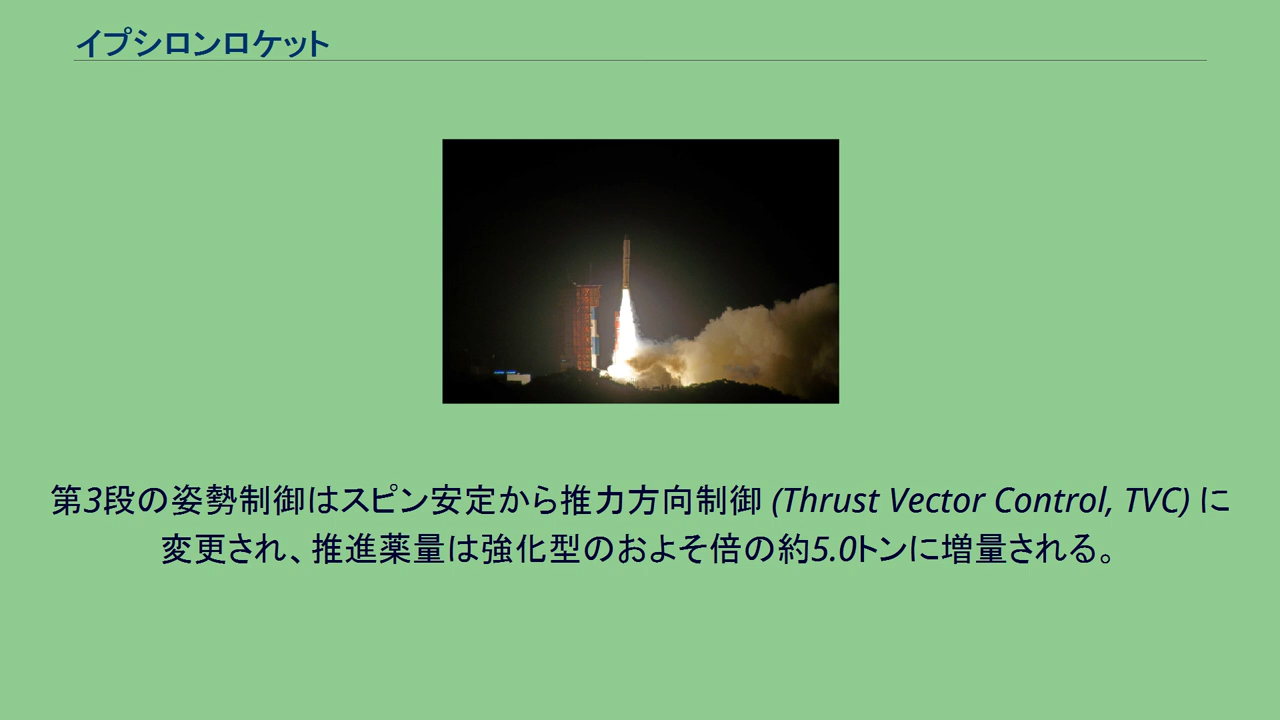 イプシロンロケット
第3段の姿勢制御はスピン安定から推力方向制御 (Thrust Vector Control, TVC) に
変更され、推進薬量は強化型のおよそ倍の約5.0トンに増量される。